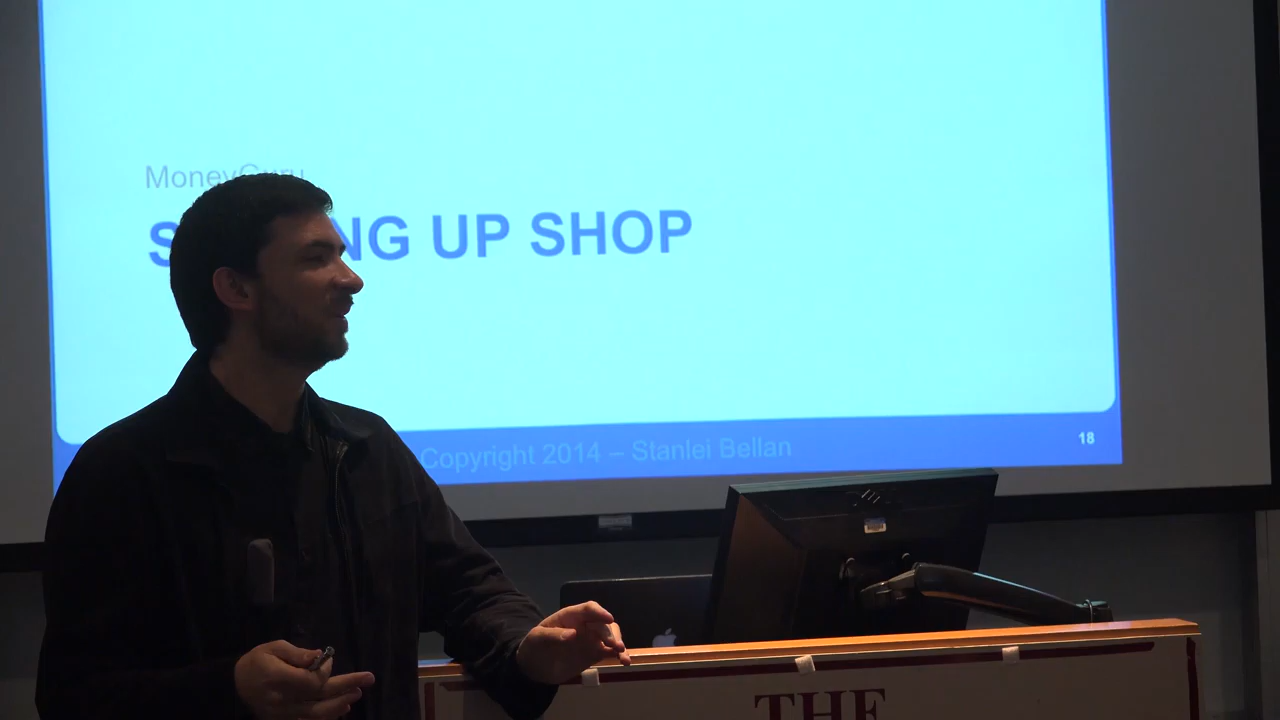 MoneyGuru
S NG UP SHOP
Copyright 2014 – Stanlei Bellan
18
THE